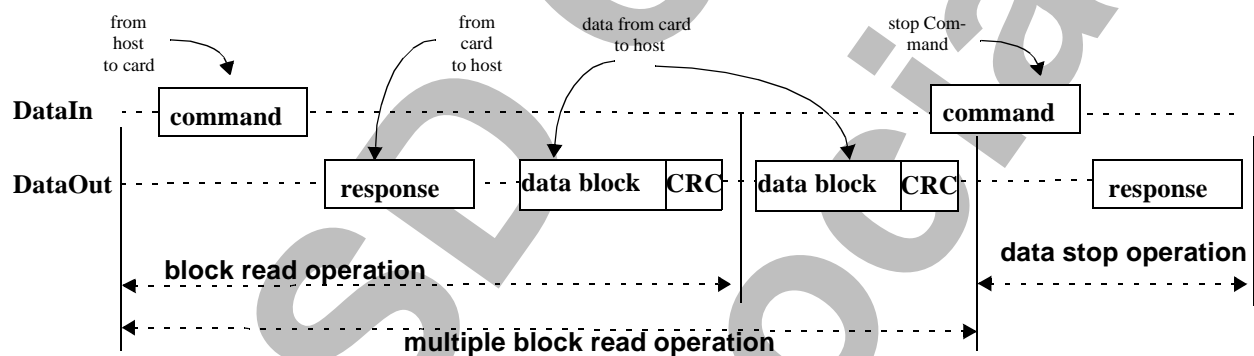 from
host
to card
from
card
to host
data from card
to host
stop Com-
mand
DataIn
command
command
DataOut
response
data block
CRC
data block
CRC
response
block read operation
data stop operation
multiple block read operation